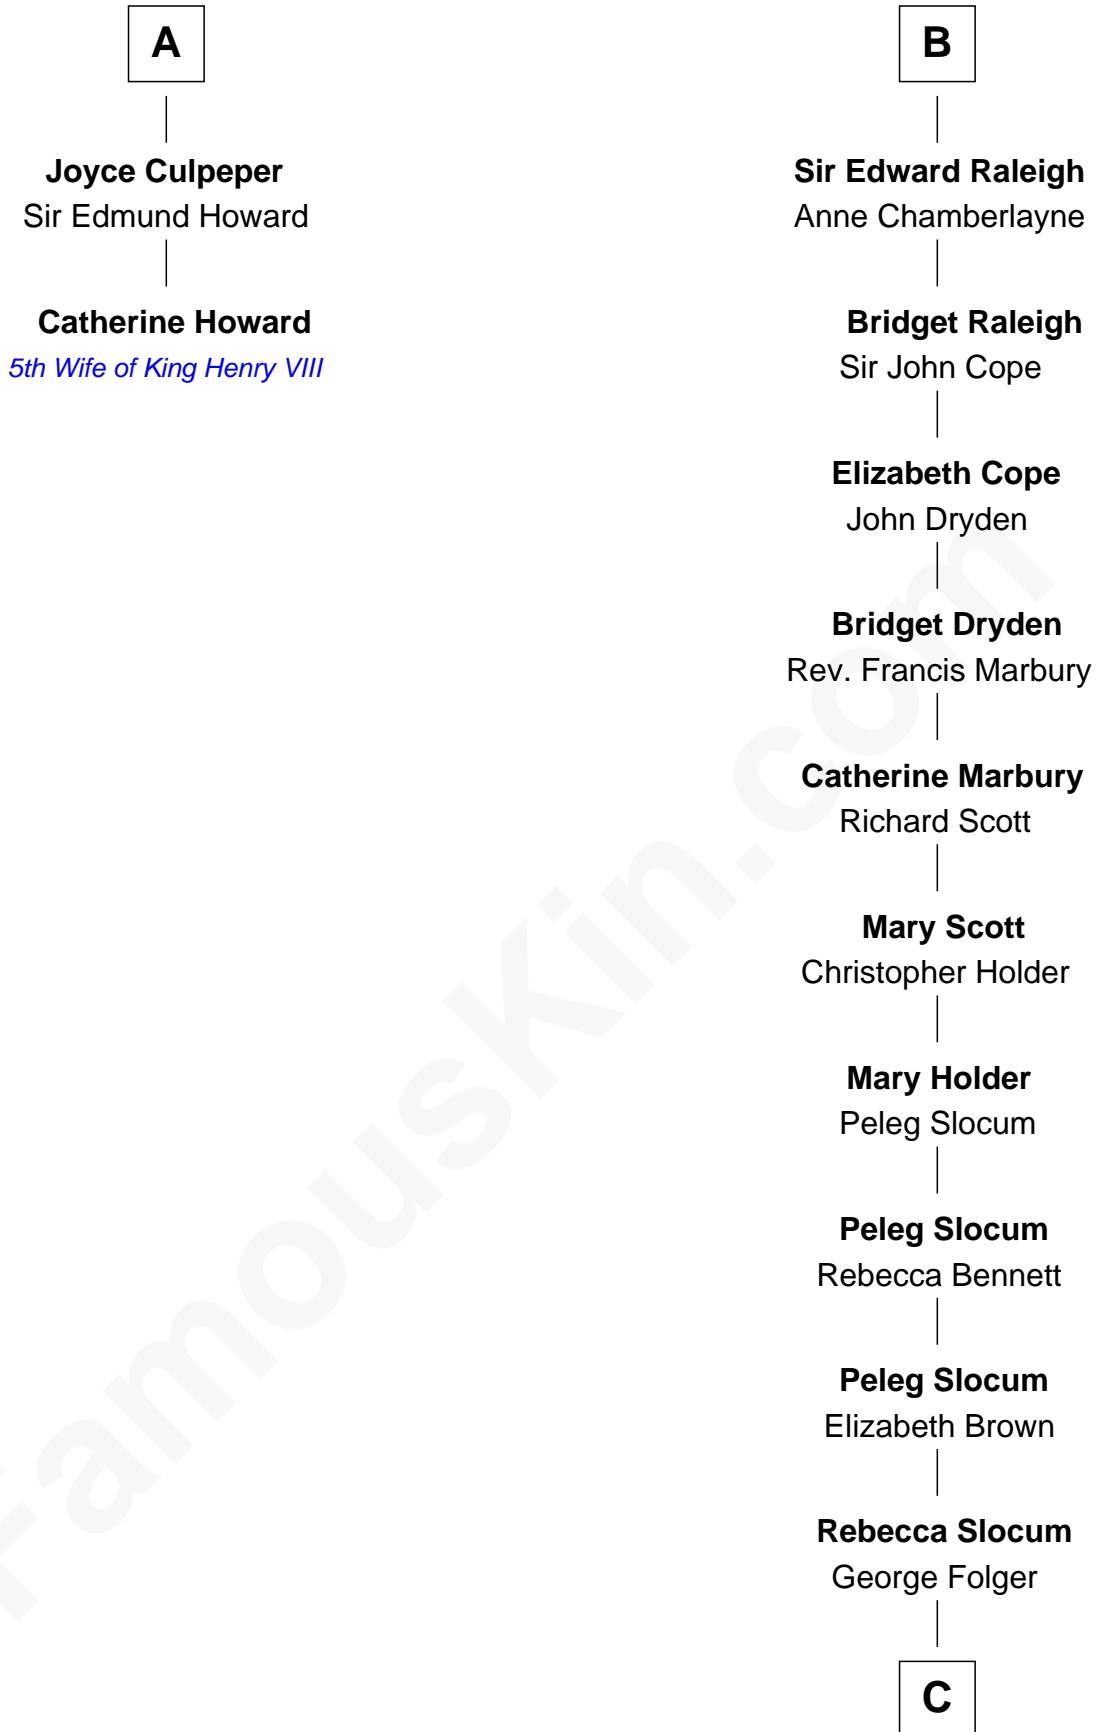 A
Joyce Culpeper
Sir Edmund Howard
Catherine Howard
5th Wife of King Henry VIII
B
Sir Edward Raleigh
Anne Chamberlayne
Bridget Raleigh
Sir John Cope
Elizabeth Cope
John Dryden
Bridget Dryden
Rev. Francis Marbury
Catherine Marbury
Richard Scott
Mary Scott
Christopher Holder
Mary Holder
Peleg Slocum
Peleg Slocum
Rebecca Bennett
Peleg Slocum
Elizabeth Brown
Rebecca Slocum
George Folger
C
FamousKin.com